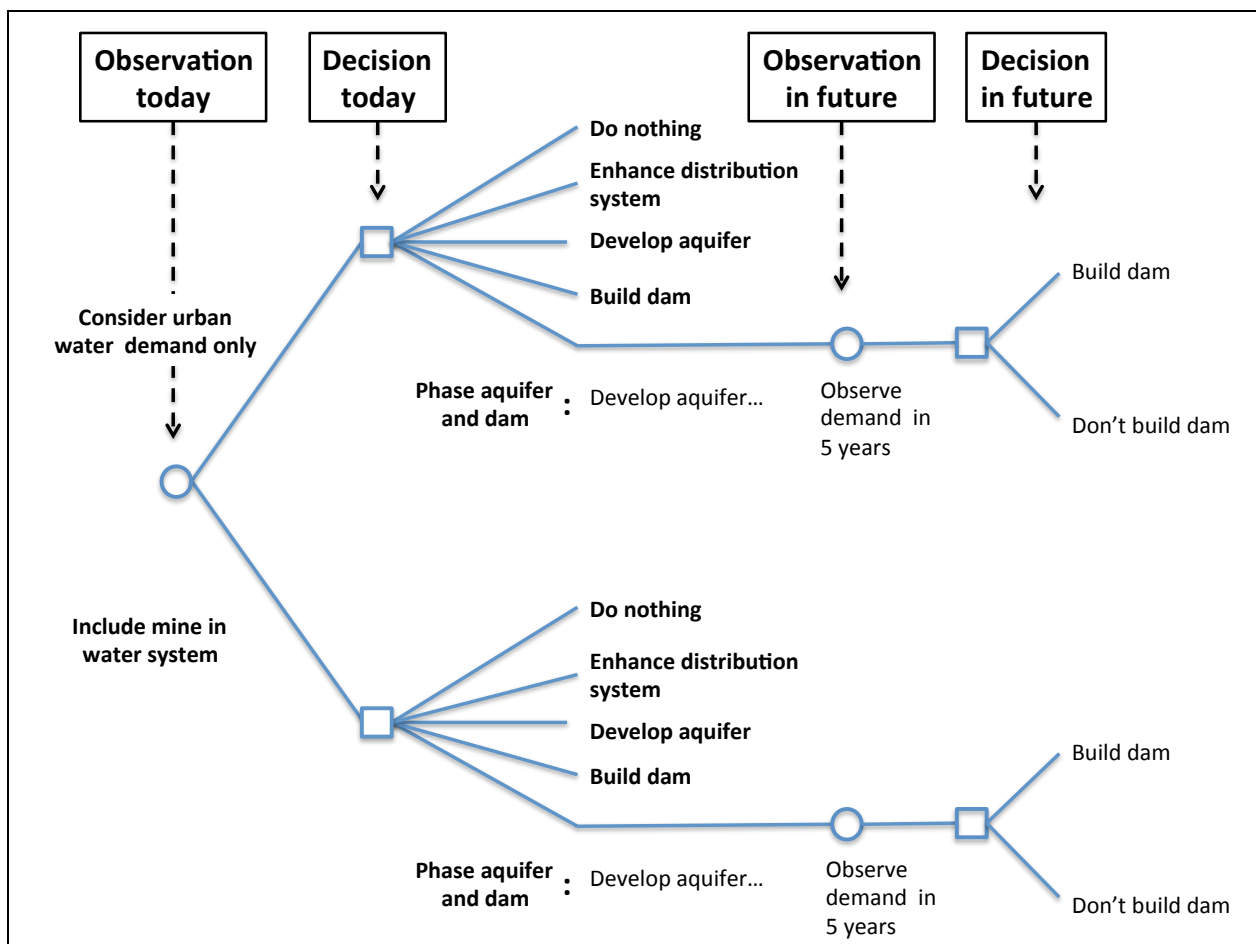 Observation
today
Decision
today
Observation
in future
Decision
in future
Do nothing
Enhance distribution
system
Develop aquifer
Build dam
Consider urban
water demand only
Phase aquifer
and dam
: Develop aquifer…
Observe
demand in
5 years
Build dam
Don’t build dam
Include mine in
water system
Do nothing
Enhance distribution
system
Develop aquifer
Build dam
Phase aquifer
and dam
: Develop aquifer…
Observe
demand in
5 years
Build dam
Don’t build dam